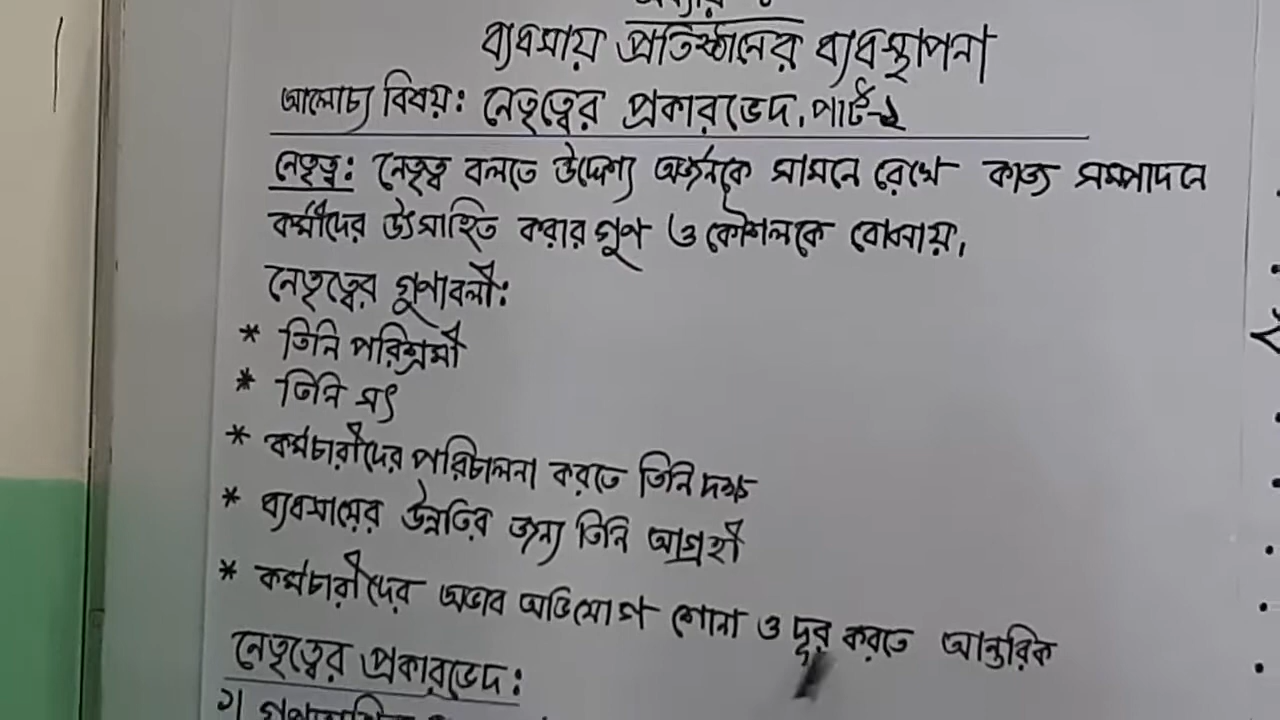 ব্যবসায় প্রতিষ্ঠানের ব্যবস্থাপনা
আলোচ্য বিষয়: নেতৃত্বের প্রকারভেদ, পার্ট-২
নেতৃত্ব: নেতৃত্ব বলতে উদ্দেশ্য অর্জনকে সামনে রেখে কাজ সম্পাদনে
কর্মীদের উৎসাহিত করার গুণ ও কৌশলকে বোঝায়,
নেতৃত্বের গুণাবলী:
* তিনি পরিশ্রমী
* তিনি সৎ
* কর্মচারীদের পরিচালনা করতে তিনি দক্ষ
* ব্যবসায়ের উন্নতির জন্য তিনি আগ্রহী
* কর্মচারীদের অভাব অভিযোগ শোনা ও দূর করতে আন্তরিক
নেতৃত্বের প্রকারভেদ:
১|